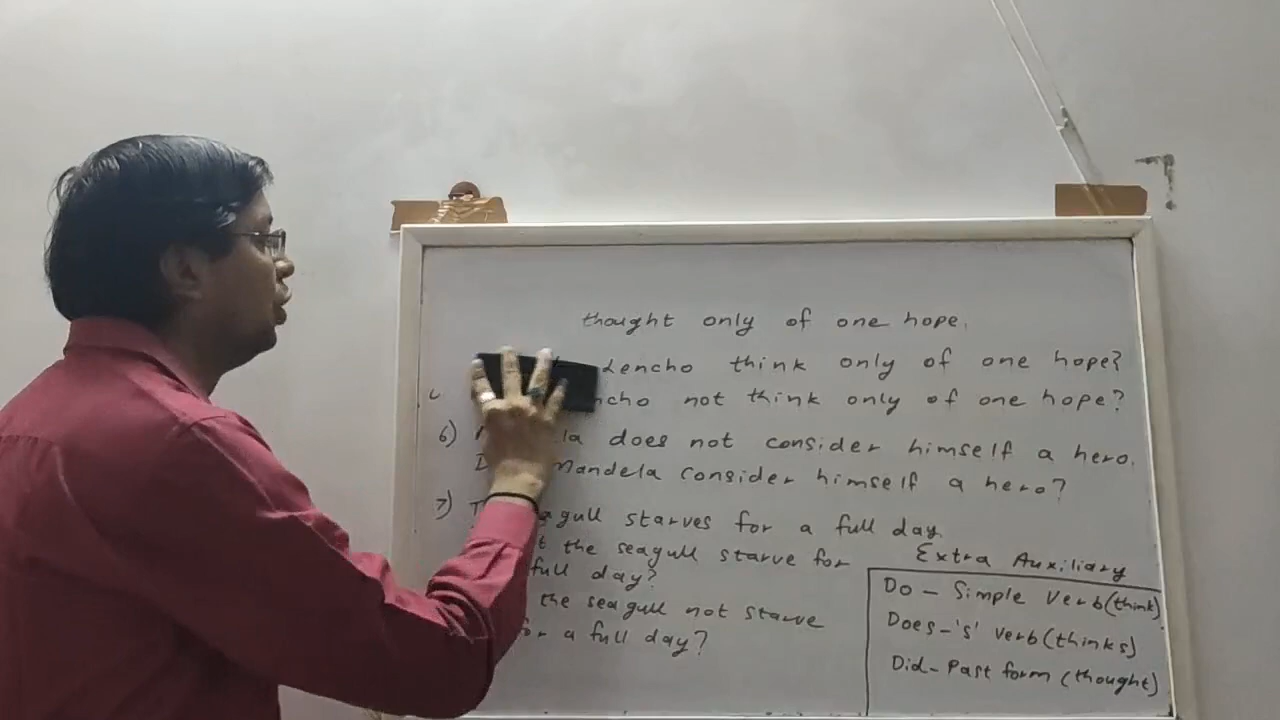 thought only of one hope.
Lencho think only of one hope?
not think only of one hope?
6) does not consider himself a hero.
Mandela consider himself a hero?
7) starves for a full day.
the seagull starve for
full day?
the seagull not starve
for a full day?
Extra Auxiliary
Do - Simple Verb (think)
Does - 's' verb (thinks)
Did - Past form (thought)